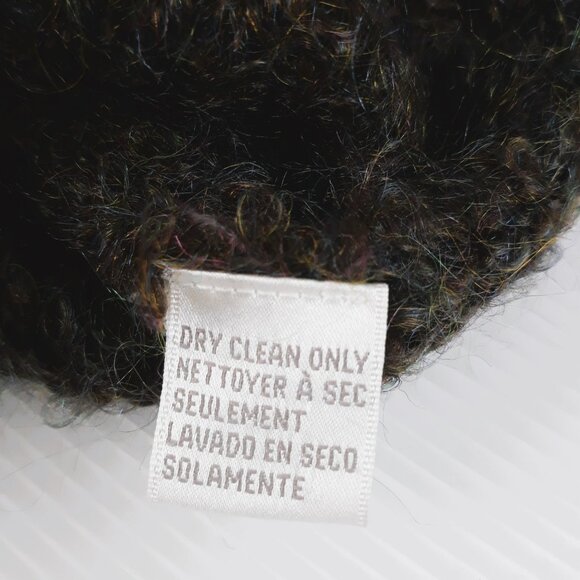 DRY CLEAN ONLY
NETTOYER À SEC
SEULEMENT
LAVADO EN SECO
SOLAMENTE